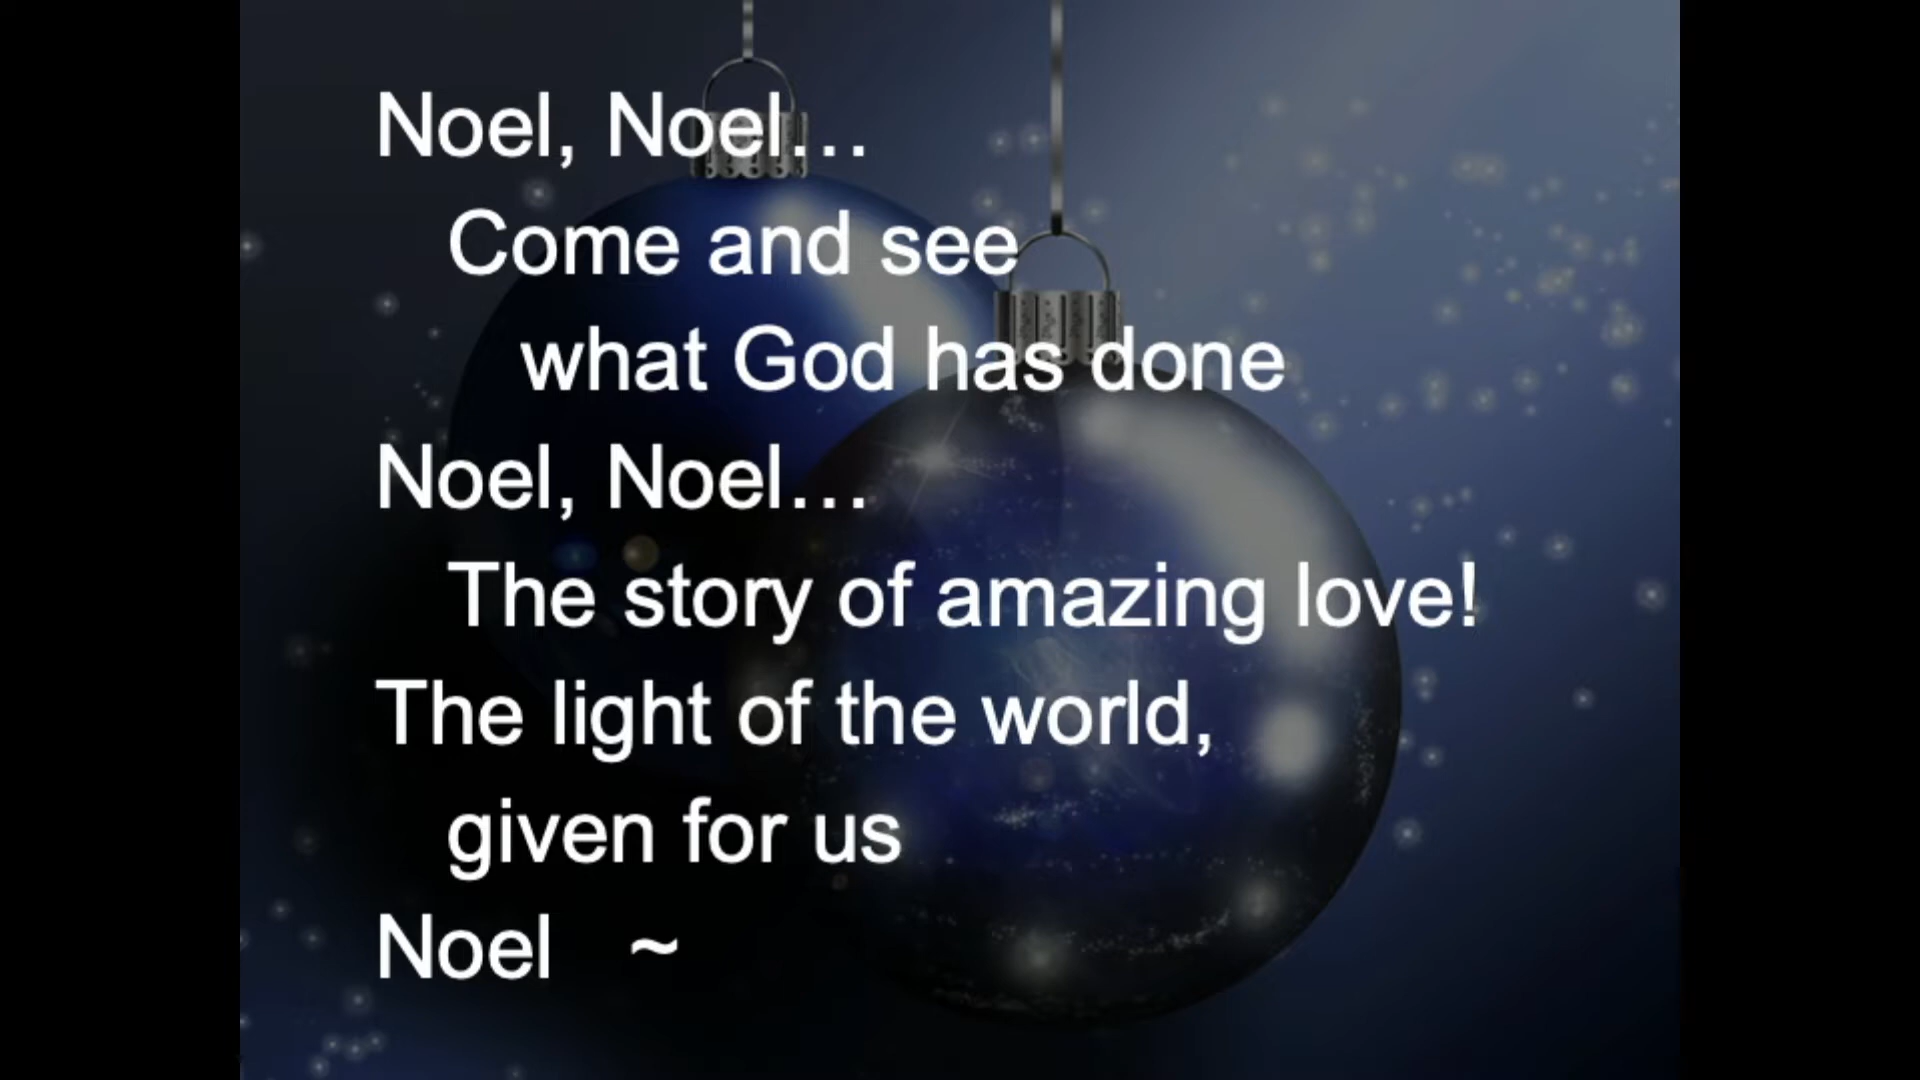 Noel, Noel…
Come and see
what God has done
Noel, Noel…
The story of amazing love!
The light of the world,
given for us
Noel ~